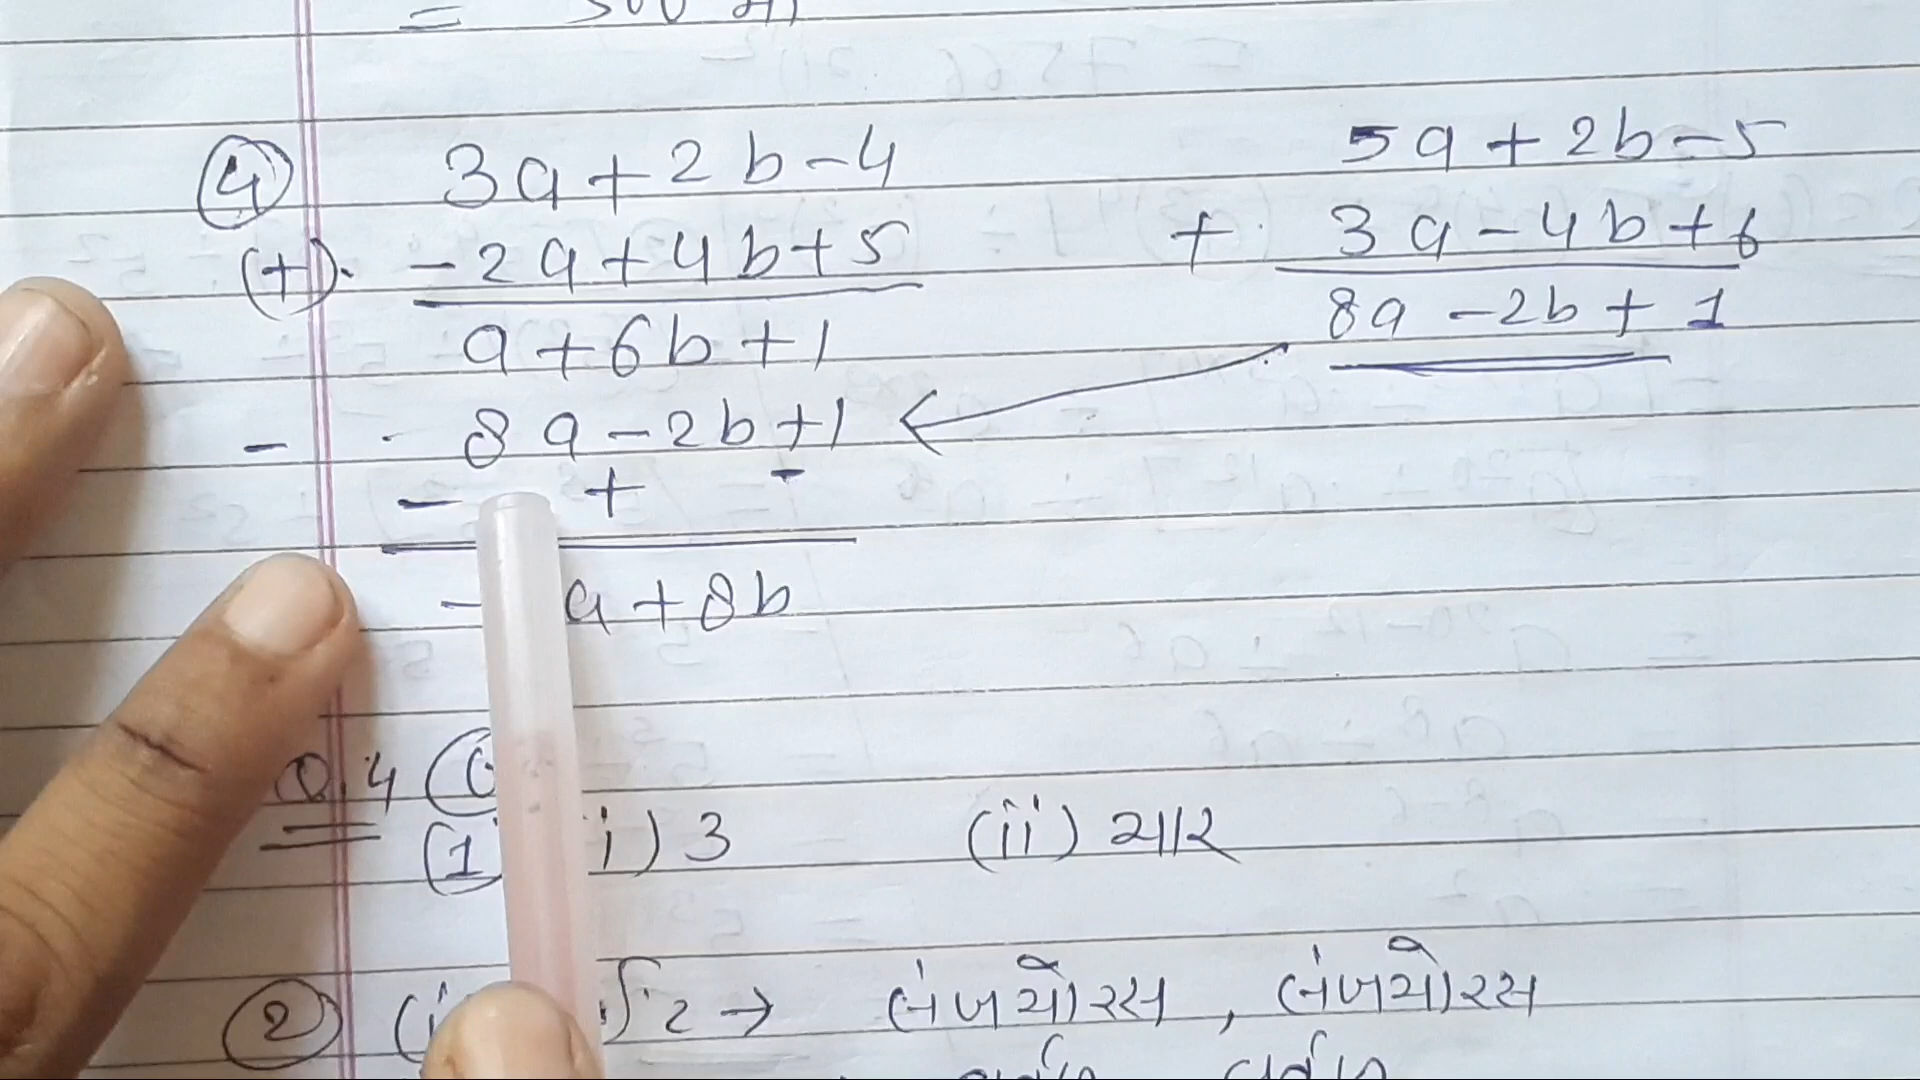 ④ 3a+2b-4
(+) -2a+4b+5
a+6b+1
- 8a-2b+1
- + -
- a+8b
5a+2b-5
+ 3a-4b+6
8a-2b+1
Q.4
(1 i) 3 (ii) ચાર
② (i → લંબચોરસ, લંબચોરસ